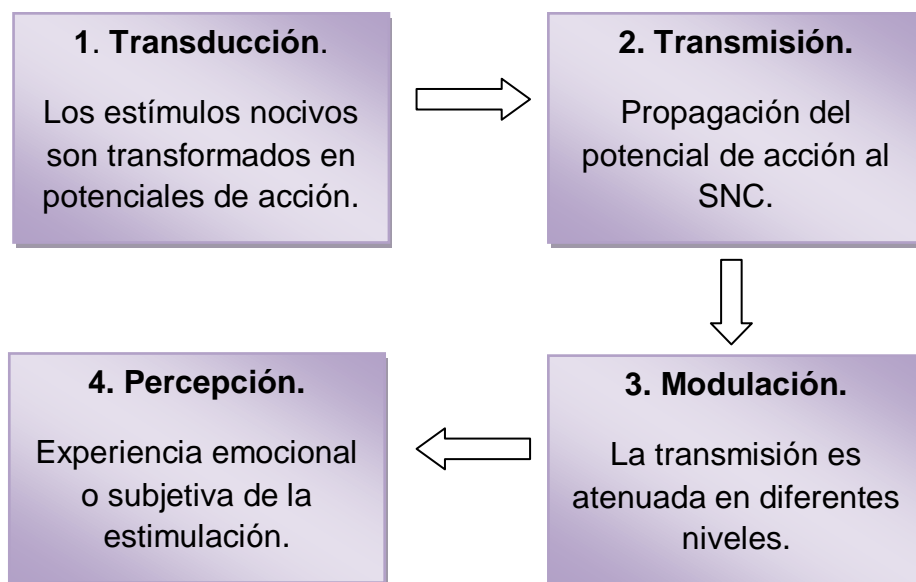 1. Transducción.
Los estímulos nocivos
son transformados en
potenciales de acción.
2. Transmisión.
Propagación del
potencial de acción al
SNC.
3. Modulación.
La transmisión es
atenuada en diferentes
niveles.
4. Percepción.
Experiencia emocional
o subjetiva de la
estimulación.